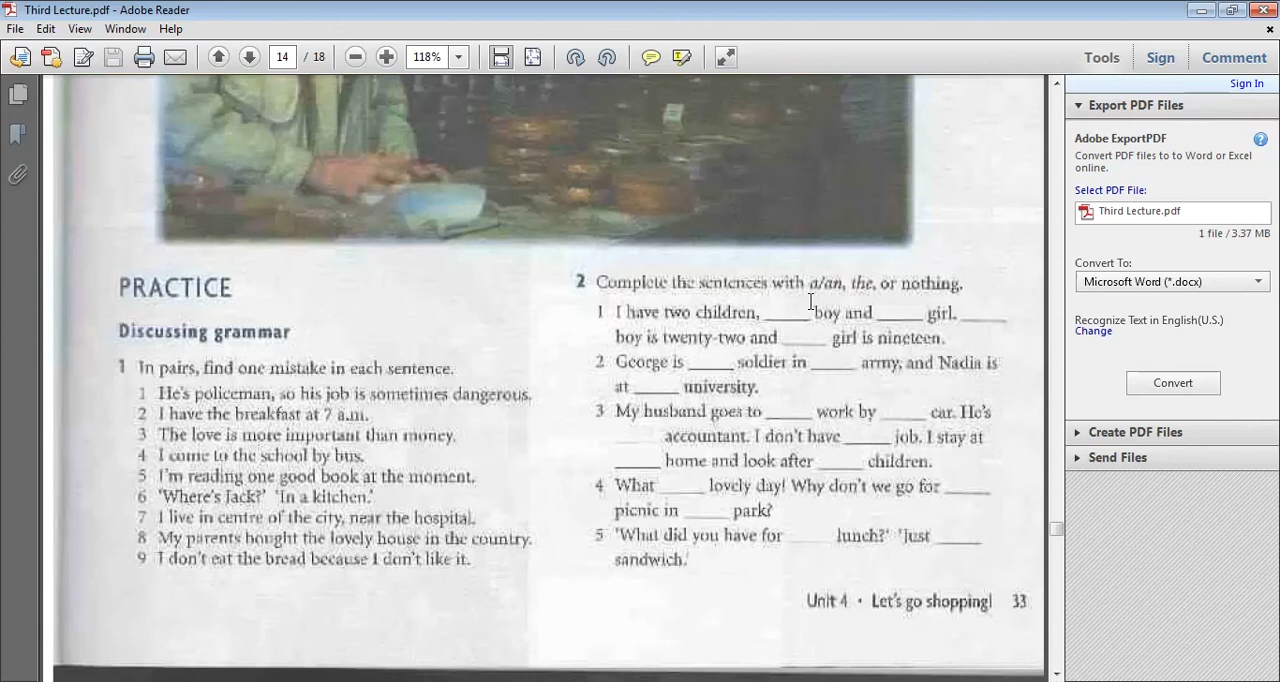 Third Lecture.pdf - Adobe Reader
File Edit View Window Help
14 / 18 118% Tools Sign Comment
Sign In
Export PDF Files
Adobe ExportPDF
Convert PDF files to to Word or Excel
online.
Select PDF File:
Third Lecture.pdf
1 file / 3.37 MB
Convert To:
Microsoft Word (*.docx)
Recognize Text in English(U.S.)
Change
Convert
Create PDF Files
Send Files
PRACTICE
Discussing grammar
1 In pairs, find one mistake in each sentence.
1 He's policeman, so his job is sometimes dangerous.
2 I have the breakfast at 7 a.m.
3 The love is more important than money.
4 I come to the school by bus.
5 I'm reading one good book at the moment.
6 'Where's Jack?' 'In a kitchen.'
7 I live in centre of the city, near the hospital.
8 My parents bought the lovely house in the country.
9 I don't eat the bread because I don't like it.
2 Complete the sentences with a/an, the, or nothing.
1 I have two children, _____ boy and _____ girl. _____
boy is twenty-two and _____ girl is nineteen.
2 George is _____ soldier in _____ army, and Nadia is
at _____ university.
3 My husband goes to _____ work by _____ car. He's
_____ accountant. I don't have _____ job. I stay at
_____ home and look after _____ children.
4 What _____ lovely day! Why don't we go for _____
picnic in _____ park?
5 'What did you have for _____ lunch?' 'Just _____
sandwich.'
Unit 4 • Let's go shopping! 33